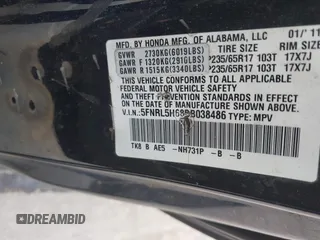 MFD. BY HONDA MFG. OF ALABAMA, LLC 01/'11
GVWR 2730KG(6019LBS) TIRE SIZE RIM SIZE
GAWR F 1320KG(2910LBS) P235/65R17 103T 17X7J
GAWR R 1515KG(3340LBS) P235/65R17 103T 17X7J
THIS VEHICLE CONFORMS TO ALL APPLICABLE
FEDERAL MOTOR VEHICLE SAFETY AND
THEFT PREVENTION STANDARDS IN EFFECT
ON THE DATE OF MANUFACTURE SHOWN
ABOVE.
V.I.N: TYPE: MPV
TK8 B AE5 -NH731P -B -B